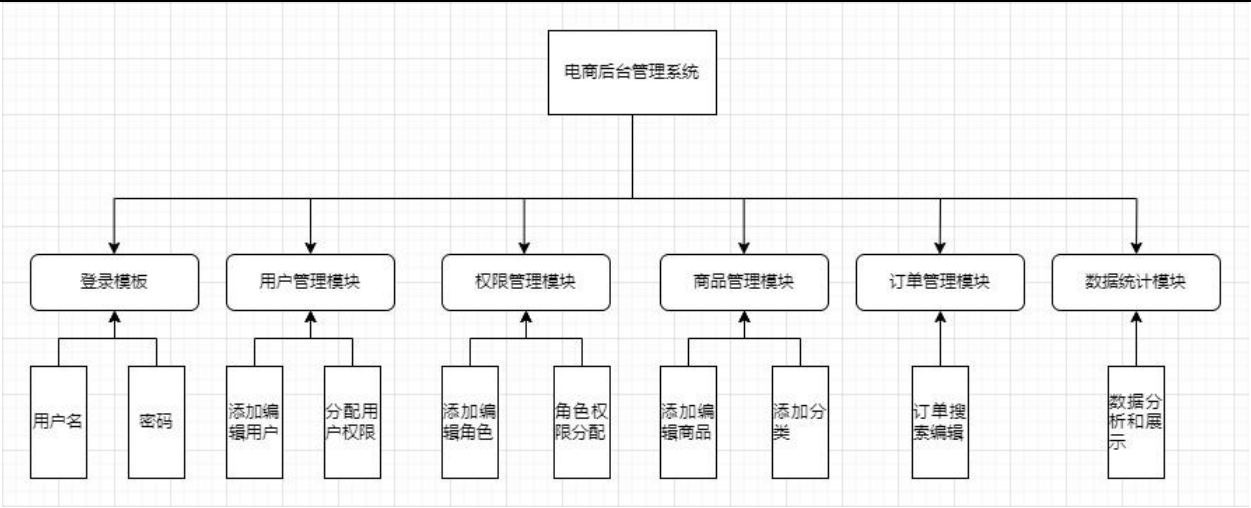 电商后台管理系统
登录模板
用户管理模块
权限管理模块
商品管理模块
订单管理模块
数据统计模块
用户名
密码
添加编
辑用户
分配用
户权限
添加编
辑角色
角色权
限分配
添加编
辑商品
添加分
类
订单搜
索编辑
数据分
析和展
示